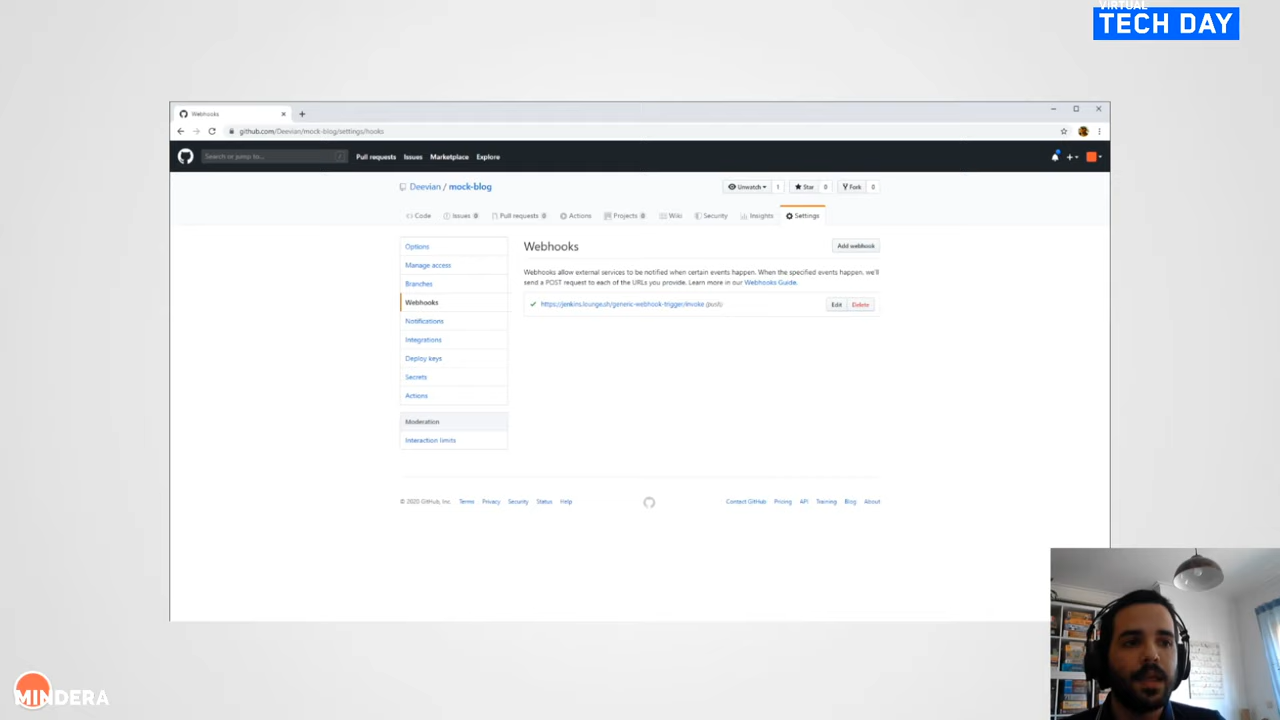 VIRTUAL
TECH DAY
Webhooks
github.com/Deevian/mock-blog/settings/hooks
Search or jump to...
/
Pull requests Issues Marketplace Explore
Deevian / mock-blog
Unwatch 1 Star 0 Fork 0
Code Issues 0 Pull requests 0 Actions Projects 0 Wiki Security Insights Settings
Options
Manage access
Branches
Webhooks
Notifications
Integrations
Deploy keys
Secrets
Actions
Moderation
Interaction limits
Webhooks
Add webhook
Webhooks allow external services to be notified when certain events happen. When the specified events happen, we'll
send a POST request to each of the URLs you provide. Learn more in our Webhooks Guide.
https://jenkins.lounge.sh/generic-webhook-trigger/invoke (push)
Edit Delete
© 2020 GitHub, Inc. Terms Privacy Security Status Help
Contact GitHub Pricing API Training Blog About
MINDERA